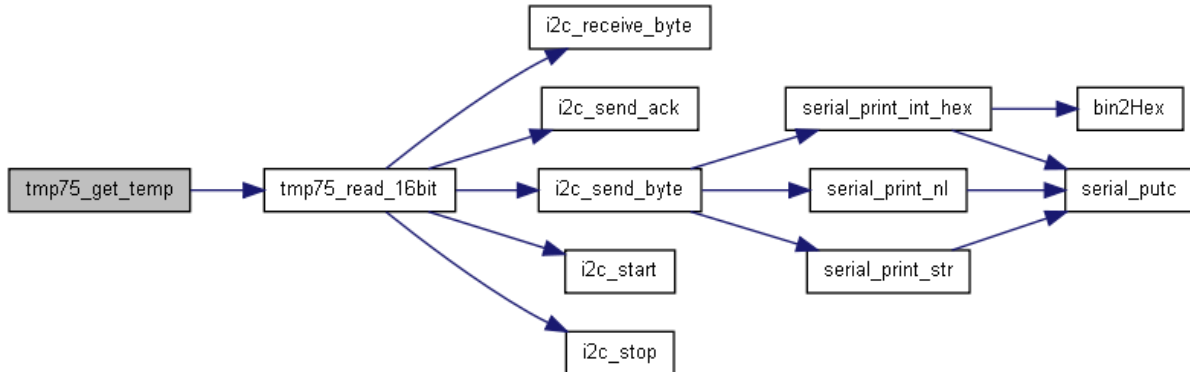 i2c_receive_byte
i2c_send_ack
serial_print_int_hex
bin2Hex
tmp75_get_temp
tmp75_read_16bit
i2c_send_byte
serial_print_nl
serial_putc
i2c_start
serial_print_str
i2c_stop